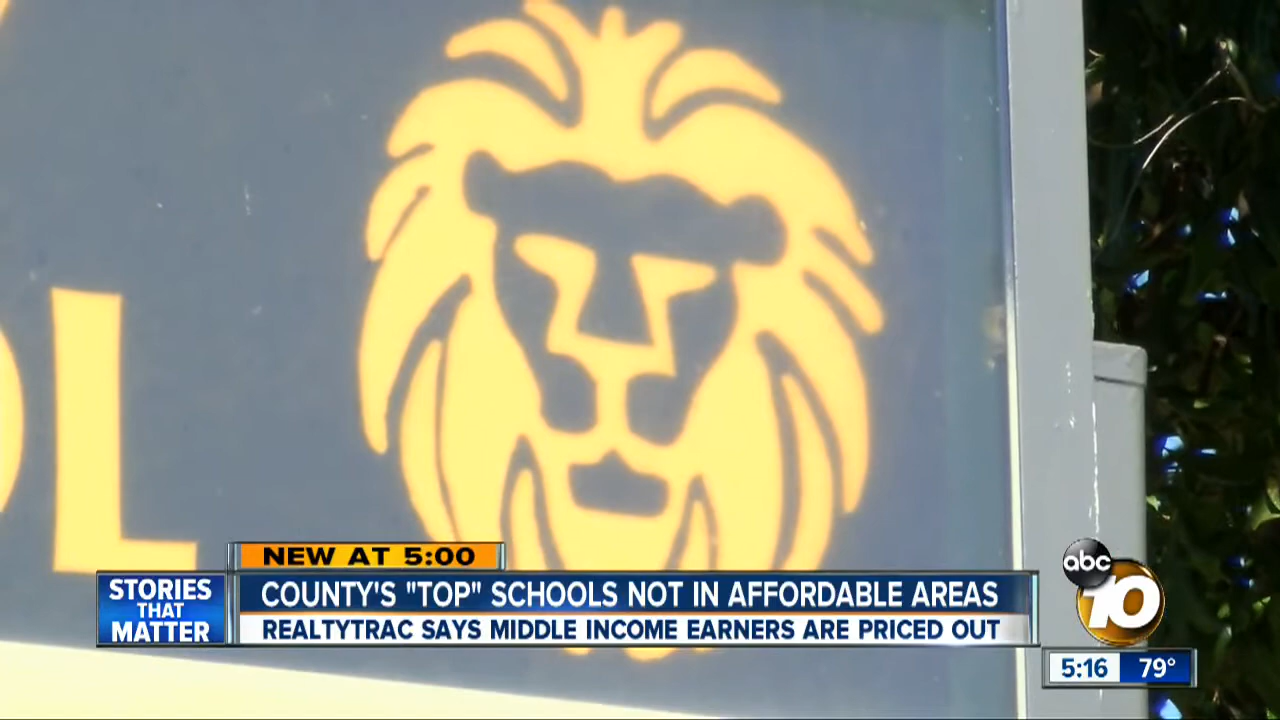 OL
NEW AT 5:00
STORIES THAT MATTER
COUNTY'S "TOP" SCHOOLS NOT IN AFFORDABLE AREAS
REALTYTRAC SAYS MIDDLE INCOME EARNERS ARE PRICED OUT
abc
10
5:16 79°